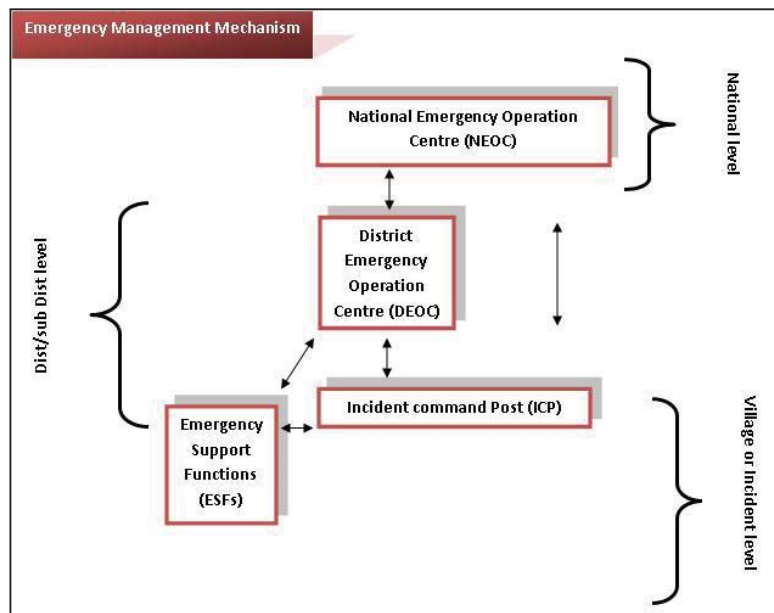 Emergency Management Mechanism
National Emergency Operation
Centre (NEOC)
National level
District
Emergency
Operation
Centre (DEOC)
Dist/sub Dist level
Incident command Post (ICP)
Emergency
Support
Functions
(ESFs)
Village or Incident level